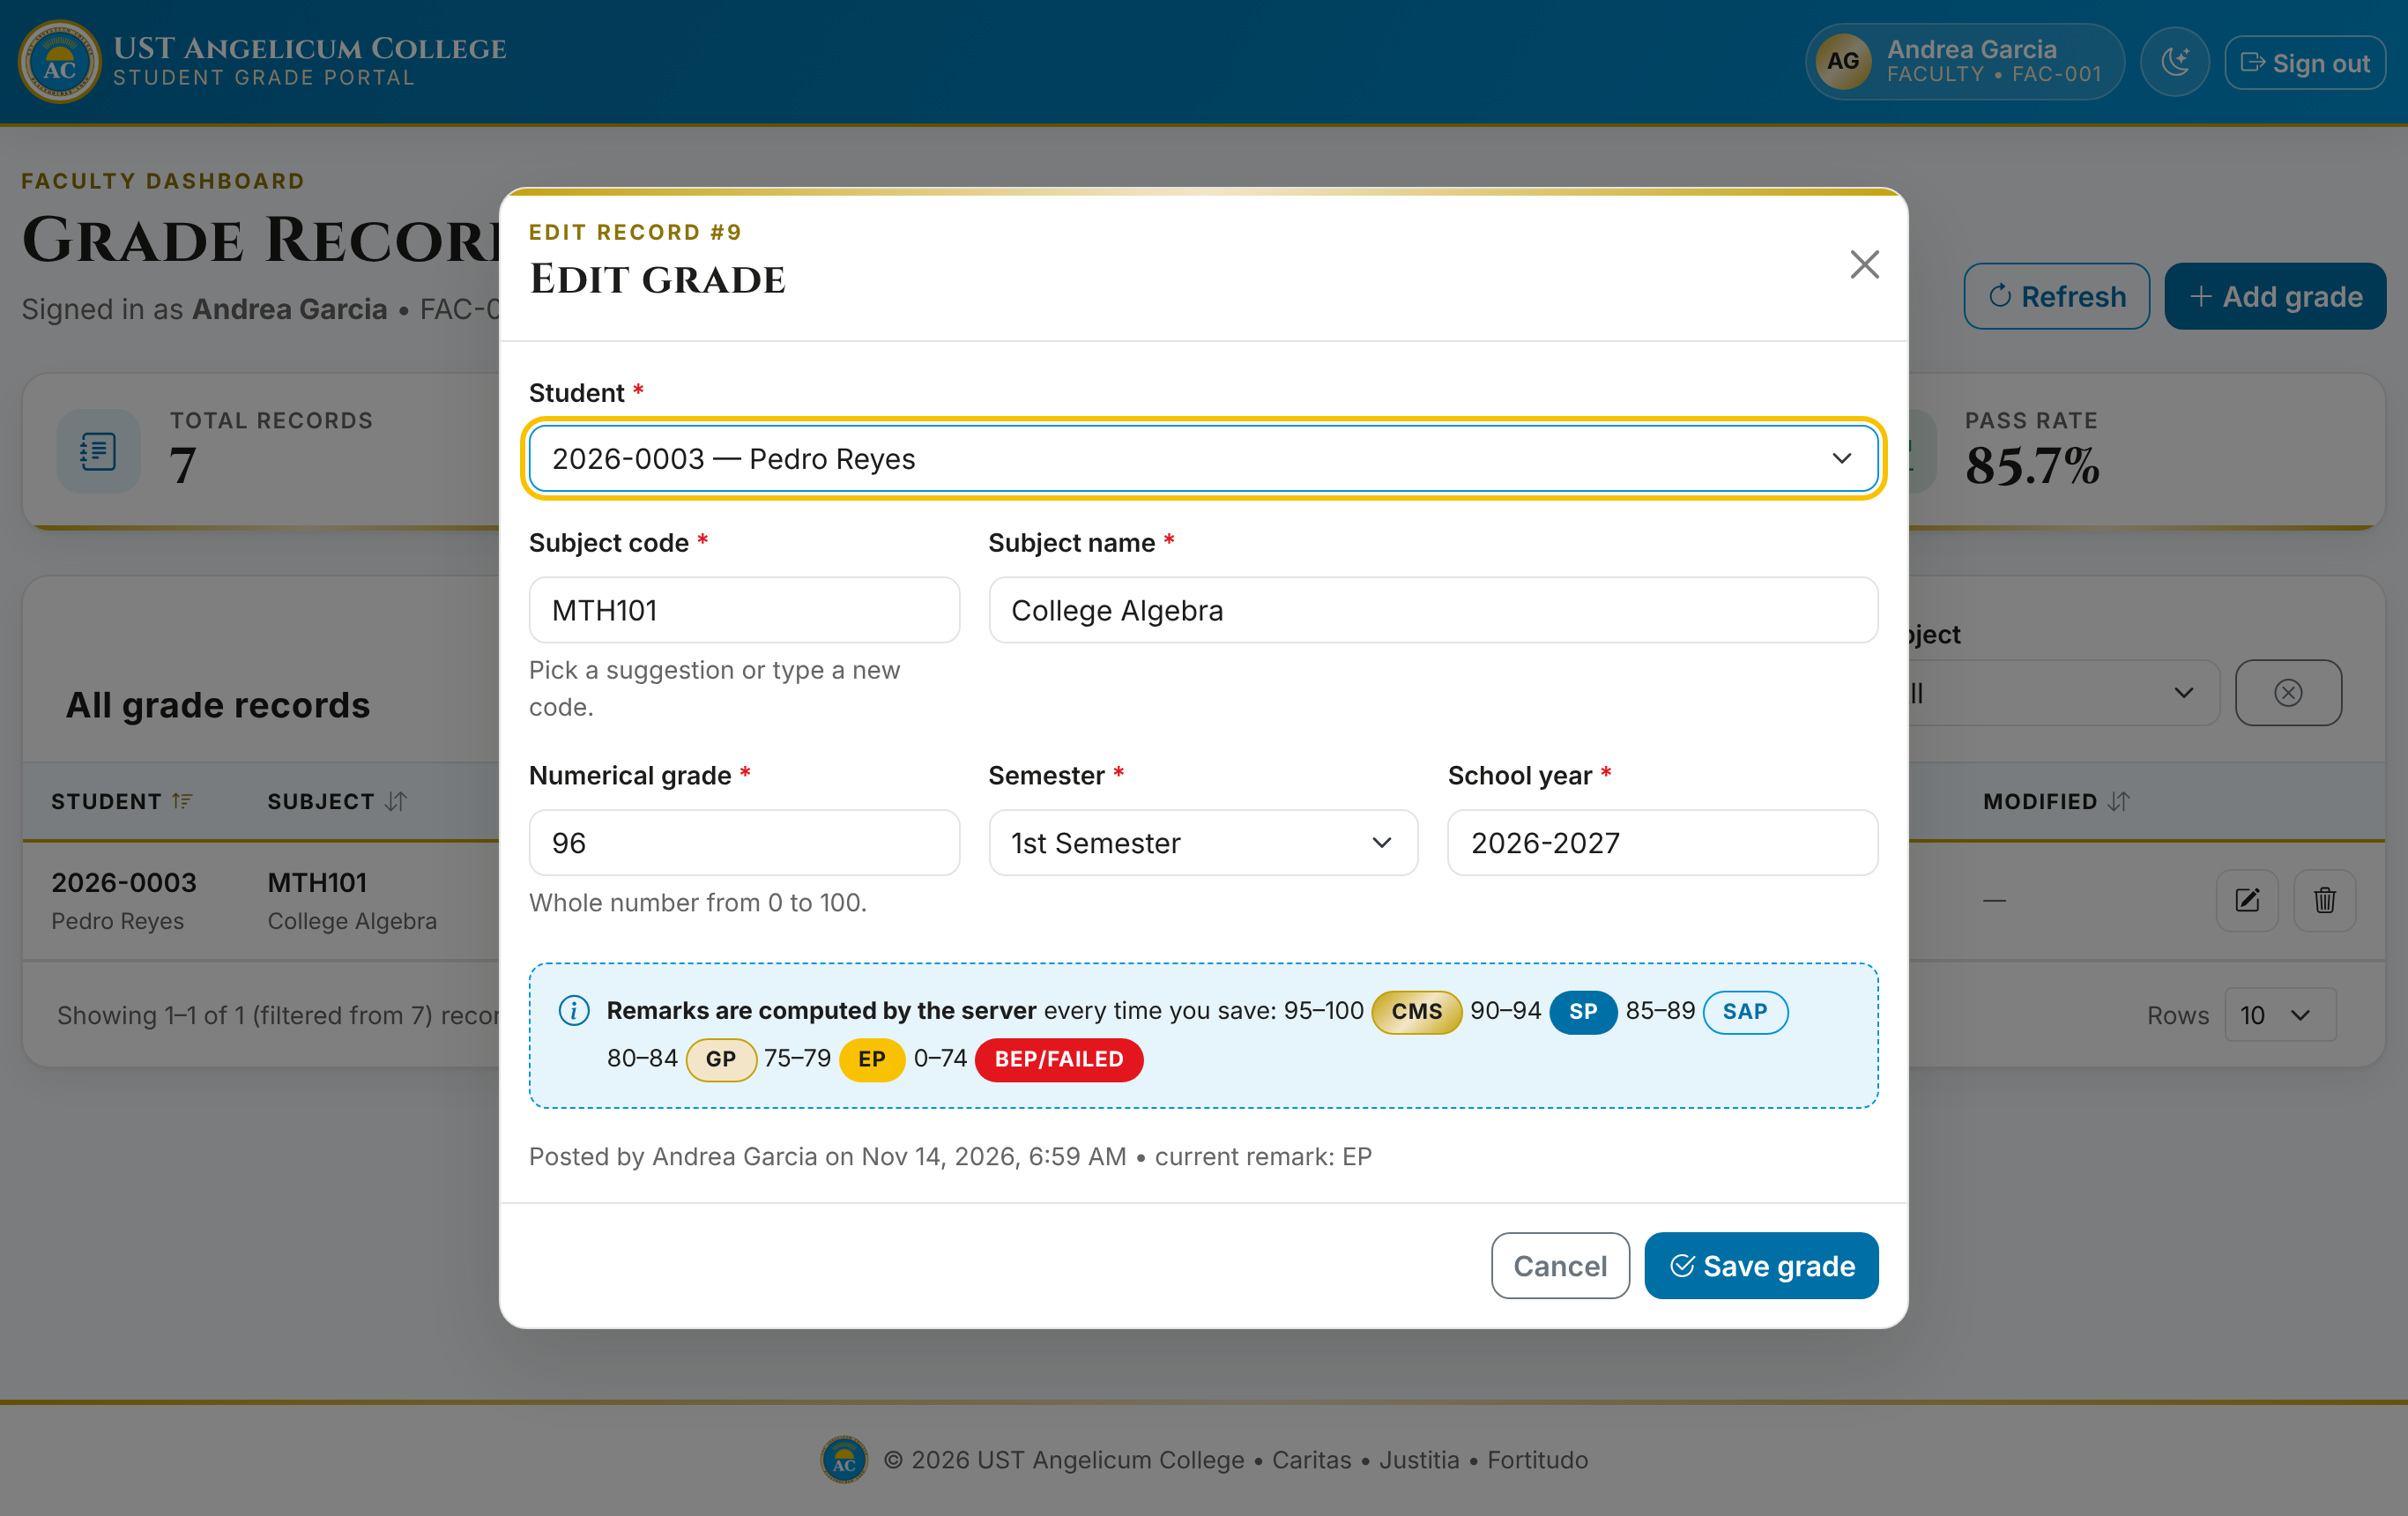 UST ANGELICUM COLLEGE
STUDENT GRADE PORTAL
AC
AG
Andrea Garcia
FACULTY • FAC-001
Sign out
FACULTY DASHBOARD
GRADE RECOR
Signed in as Andrea Garcia • FAC-0
Refresh
+ Add grade
TOTAL RECORDS
7
PASS RATE
85.7%
EDIT RECORD #9
EDIT GRADE
Student *
2026-0003 — Pedro Reyes
Subject code *
Subject name *
MTH101
College Algebra
Pick a suggestion or type a new
code.
Numerical grade *
Semester *
School year *
96
1st Semester
2026-2027
Whole number from 0 to 100.
Remarks are computed by the server every time you save: 95–100 CMS 90–94 SP 85–89 SAP
80–84 GP 75–79 EP 0–74 BEP/FAILED
Posted by Andrea Garcia on Nov 14, 2026, 6:59 AM • current remark: EP
Cancel
Save grade
All grade records
bject
ll
STUDENT
SUBJECT
MODIFIED
2026-0003
Pedro Reyes
MTH101
College Algebra
—
Showing 1–1 of 1 (filtered from 7) recor
Rows
10
AC
© 2026 UST Angelicum College • Caritas • Justitia • Fortitudo